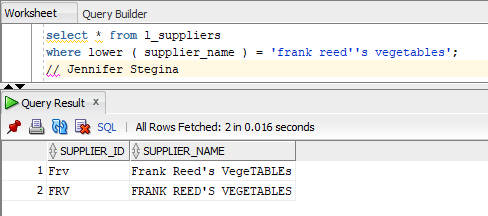 Worksheet Query Builder
select * from l_suppliers
where lower ( supplier_name ) = 'frank reed''s vegetables';
// Jennifer Stegina
Query Result x
SQL | All Rows Fetched: 2 in 0.016 seconds
SUPPLIER_ID SUPPLIER_NAME
1 Frv Frank Reed's VegeTABLEs
2 FRV FRANK REED'S VEGETABLES